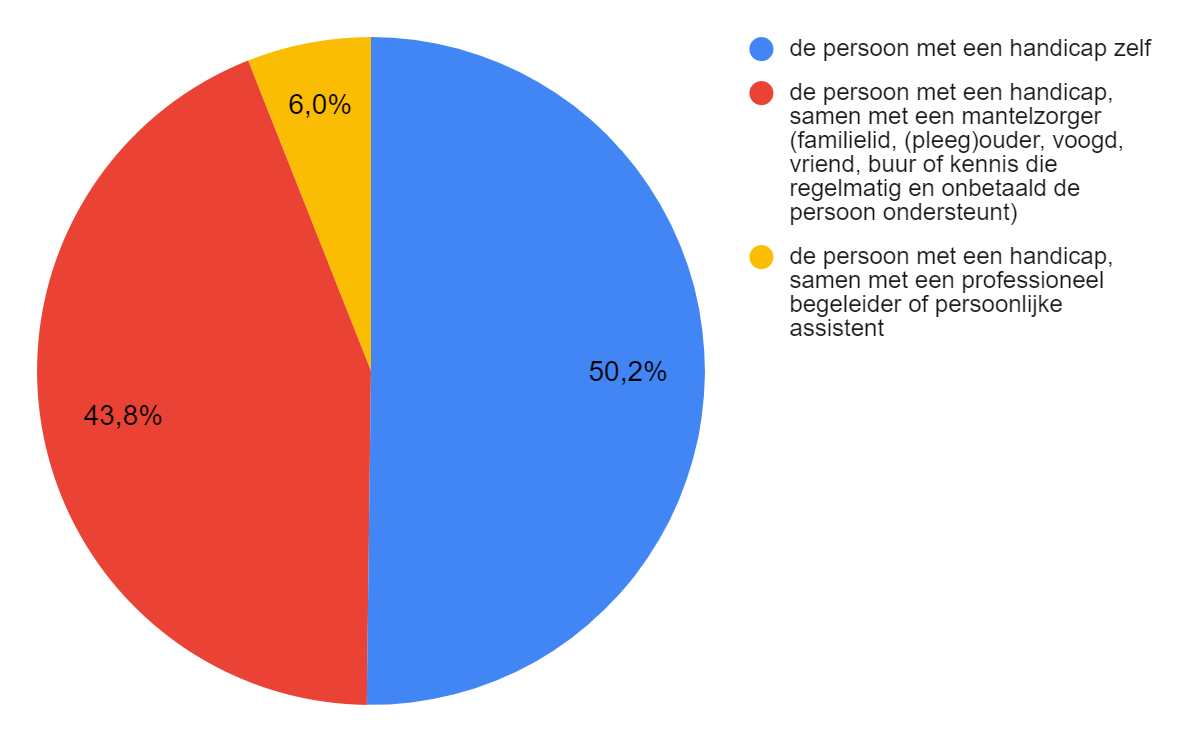 6,0%
50,2%
43,8%
de persoon met een handicap zelf
de persoon met een handicap,
samen met een mantelzorger
(familielid, (pleeg)ouder, voogd,
vriend, buur of kennis die
regelmatig en onbetaald de
persoon ondersteunt)
de persoon met een handicap,
samen met een professioneel
begeleider of persoonlijke
assistent